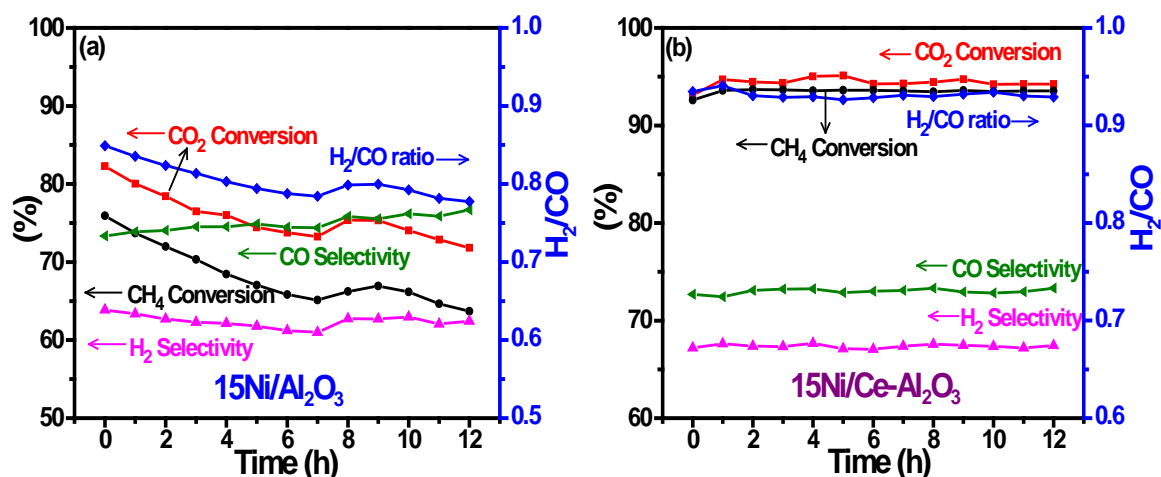 (a)
CO₂ Conversion
H₂/CO ratio
CO Selectivity
CH₄ Conversion
H₂ Selectivity
15Ni/Al₂O₃
100
90
80
70
60
50
(%)
1.0
0.9
0.8
0.7
0.6
0.5
H₂/CO
0 2 4 6 8 10 12
Time (h)
(b)
CO₂ Conversion
H₂/CO ratio
CH₄ Conversion
CO Selectivity
H₂ Selectivity
15Ni/Ce-Al₂O₃
100
90
80
70
60
(%)
1.0
0.9
0.8
0.7
0.6
H₂/CO
0 2 4 6 8 10 12
Time (h)